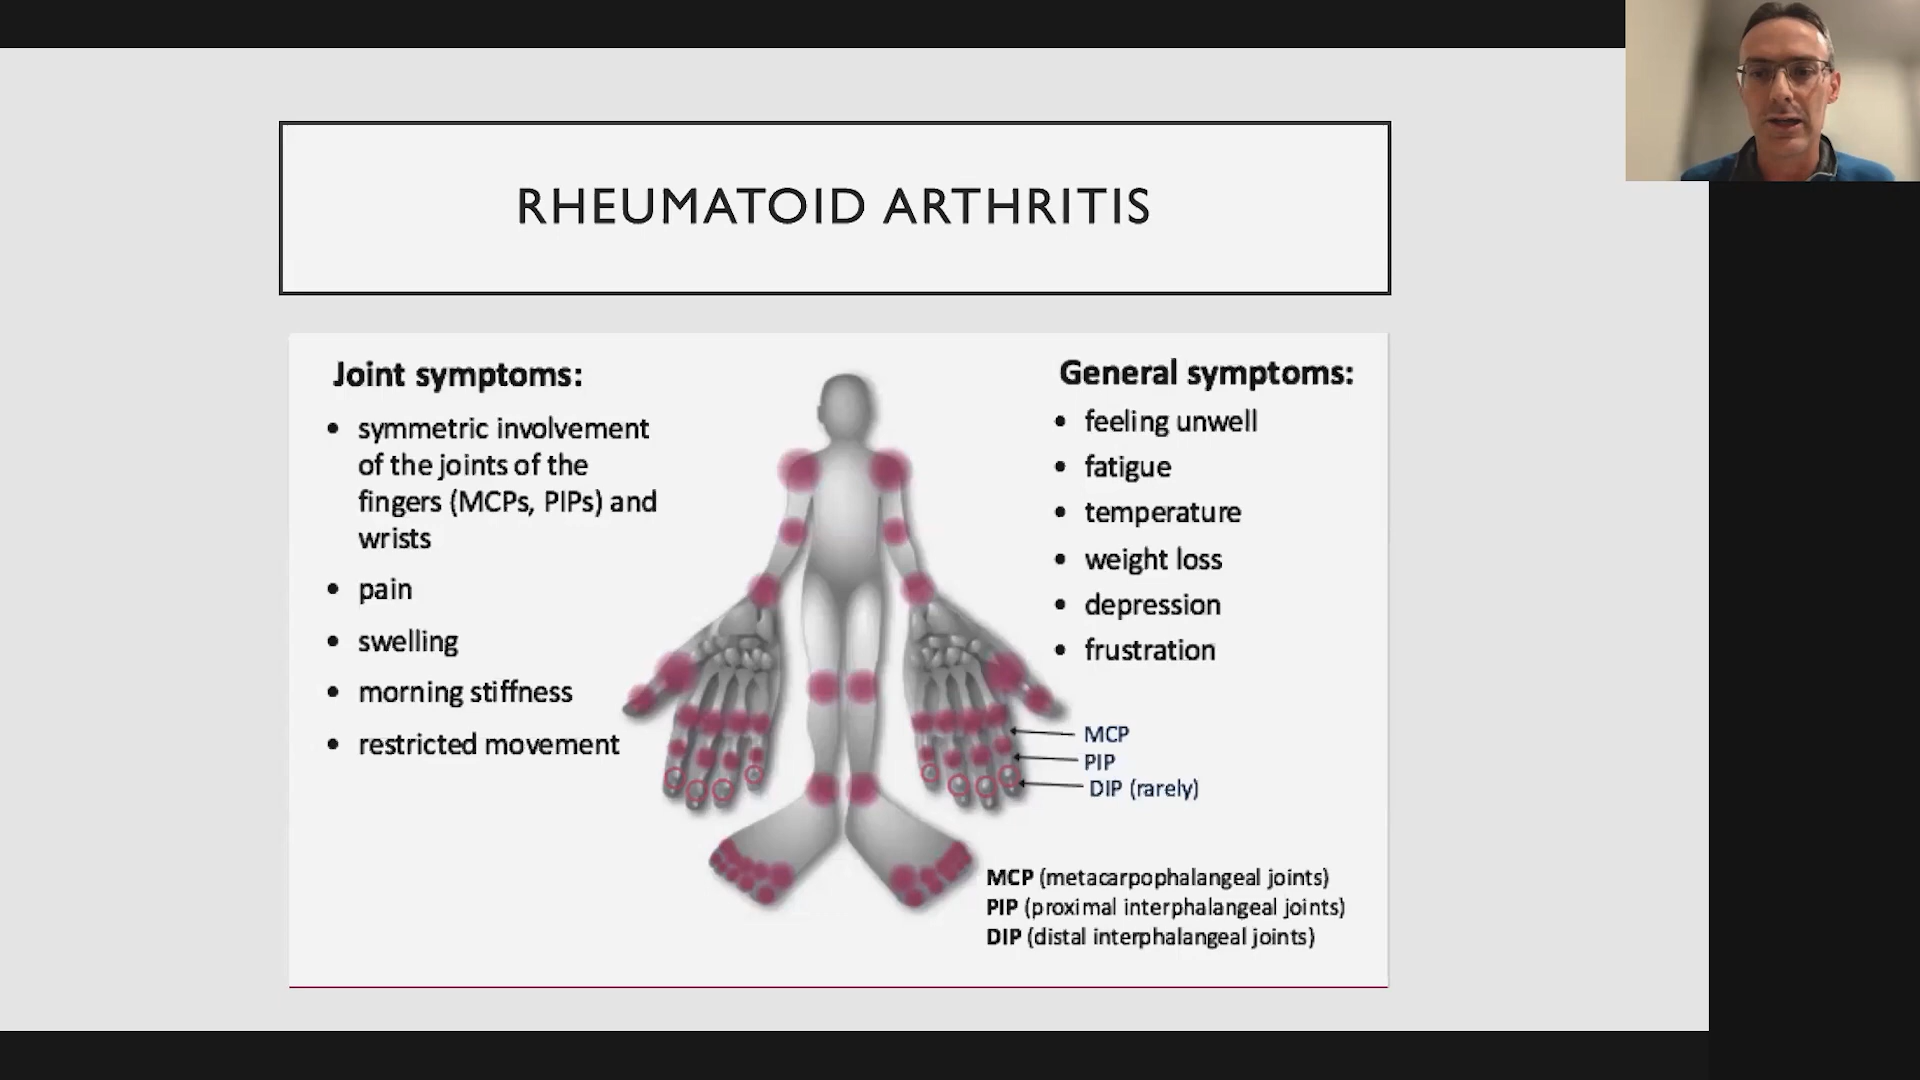 RHEUMATOID ARTHRITIS
Joint symptoms:
• symmetric involvement
of the joints of the
fingers (MCPs, PIPs) and
wrists
• pain
• swelling
• morning stiffness
• restricted movement
General symptoms:
• feeling unwell
• fatigue
• temperature
• weight loss
• depression
• frustration
MCP
PIP
DIP (rarely)
MCP (metacarpophalangeal joints)
PIP (proximal interphalangeal joints)
DIP (distal interphalangeal joints)